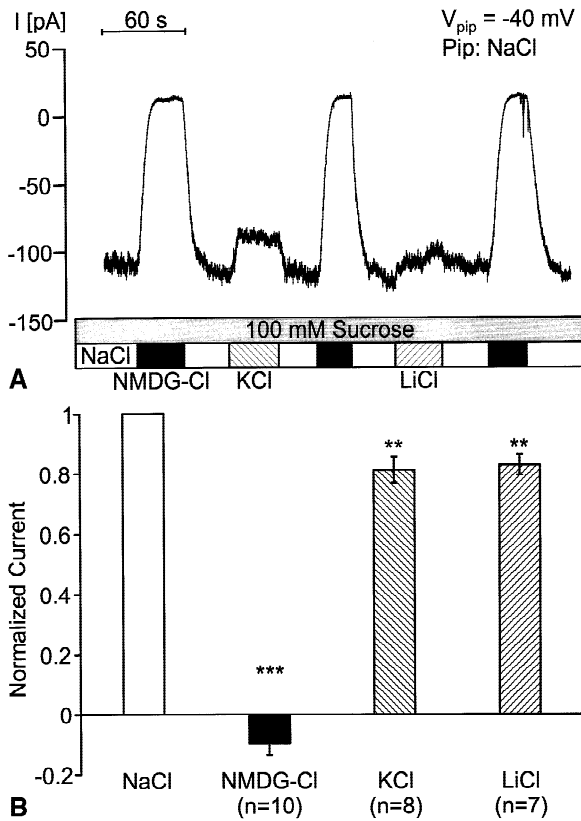 I [pA]
60 s
Vpip = -40 mV
Pip: NaCl
50
0
-50
-100
-150
100 mM Sucrose
NaCl
A
NMDG-Cl KCl LiCl
1
0.8
0.6
0.4
0.2
0
-0.2
Normalized Current
***
**
**
NaCl NMDG-Cl KCl LiCl
B
(n=10) (n=8) (n=7)